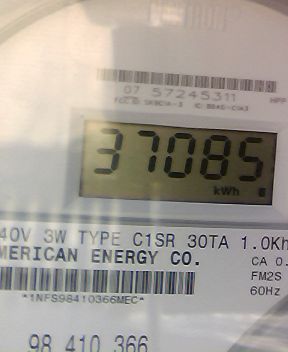 07 57245311
HPF
37085
kWh
40V 3W TYPE C1SR 30TA 1.0Kh
MERICAN ENERGY CO.
CA 0.
FM2S
*1NFS98410366MEC*
60Hz
98 410 366